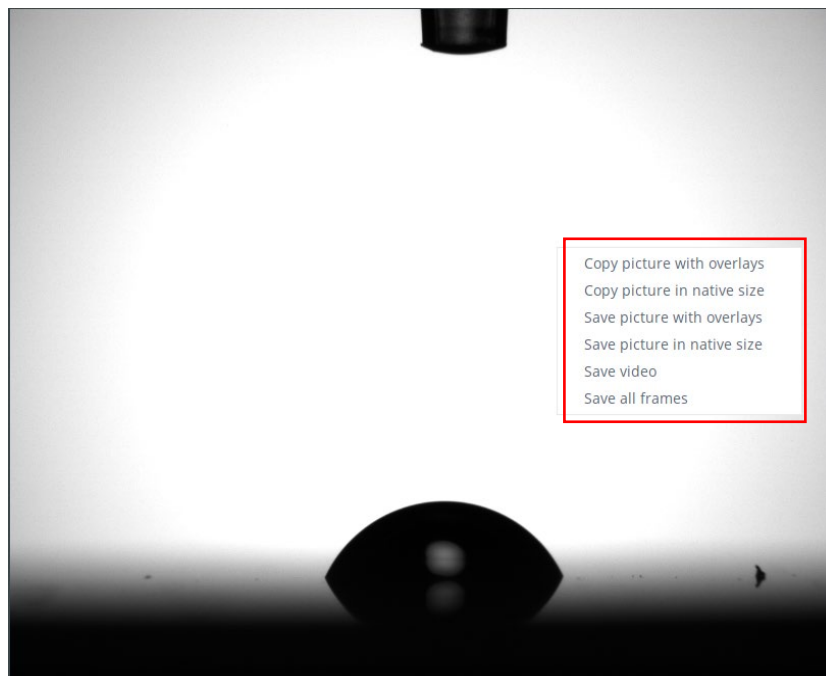 Copy picture with overlays
Copy picture in native size
Save picture with overlays
Save picture in native size
Save video
Save all frames